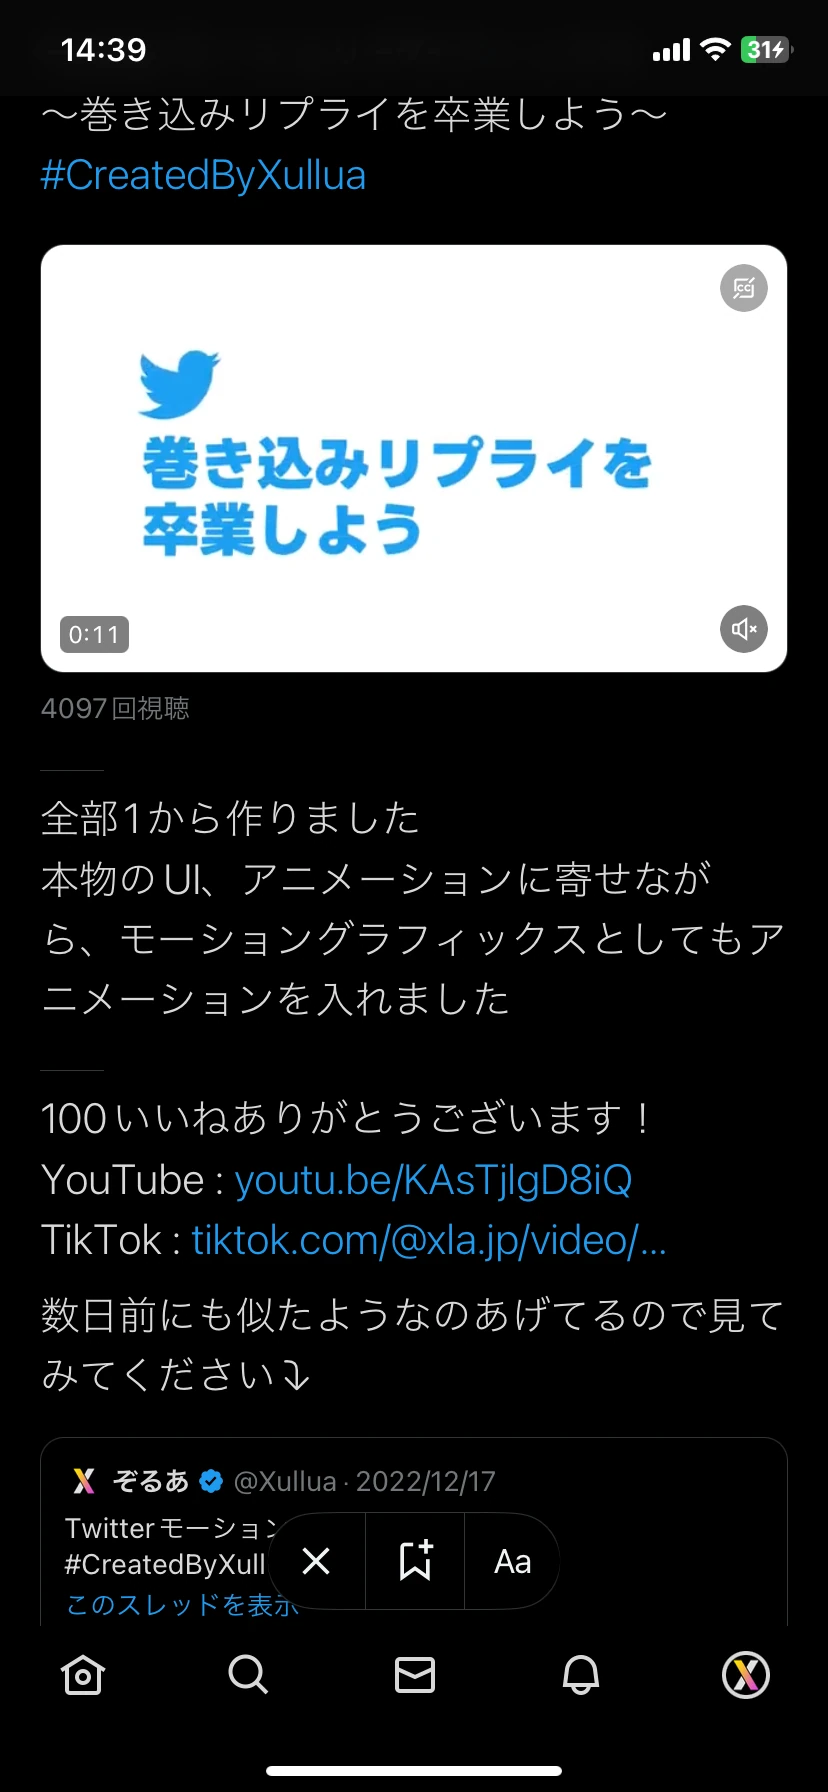 14:39
31
〜巻き込みリプライを卒業しよう〜
#CreatedByXullua
CC
巻き込みリプライを
卒業しよう
0:11
4097回視聴
全部1から作りました
本物のUI、アニメーションに寄せなが
ら、モーショングラフィックスとしてもア
ニメーションを入れました
100いいねありがとうございます！
YouTube : youtu.be/KAsTjlgD8iQ
TikTok : tiktok.com/@xla.jp/video/…
数日前にも似たようなのあげてるので見て
みてください⤵
ぞるあ @Xullua · 2022/12/17
Twitterモーション
#CreatedByXull
このスレッドを表示
Aa